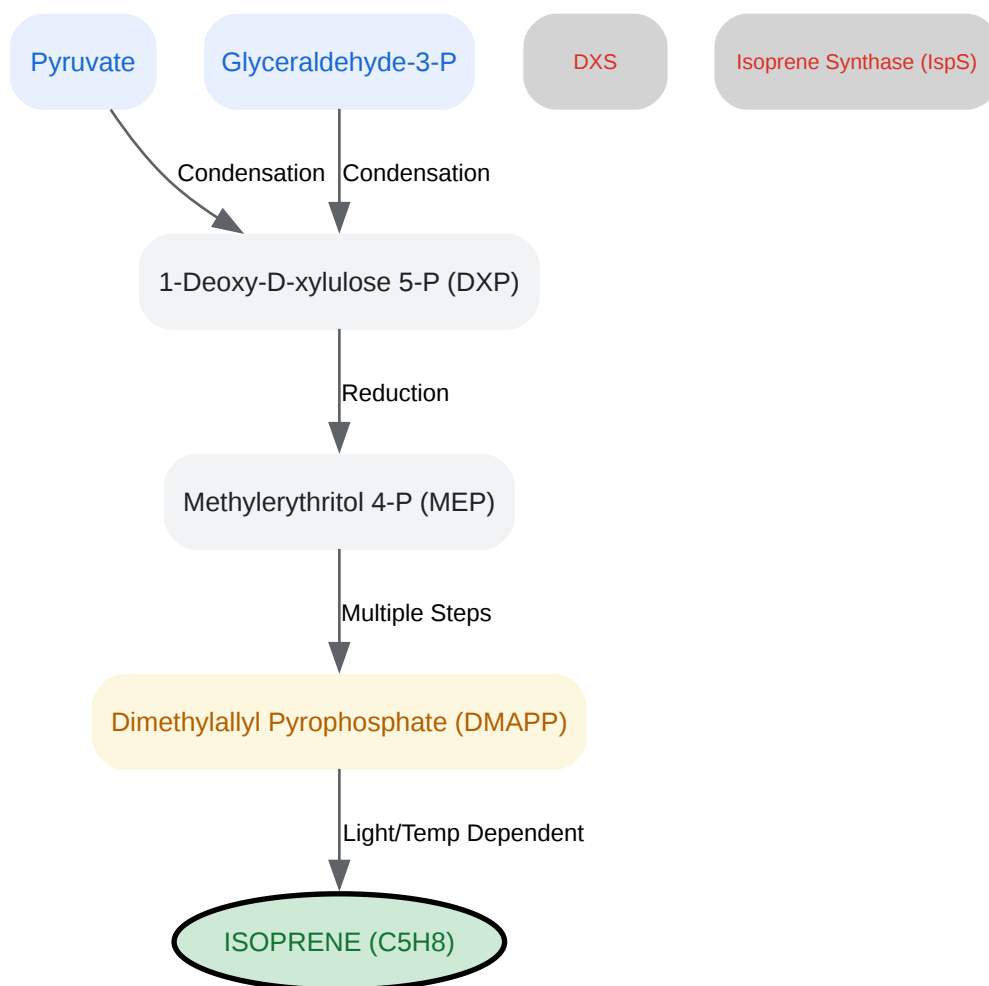 Pyruvate
Glyceraldehyde-3-P
DXS
Isoprene Synthase (IspS)
Condensation
Condensation
1-Deoxy-D-xylulose 5-P (DXP)
Reduction
Methylerythritol 4-P (MEP)
Multiple Steps
Dimethylallyl Pyrophosphate (DMAPP)
Light/Temp Dependent
ISOPRENE (C5H8)